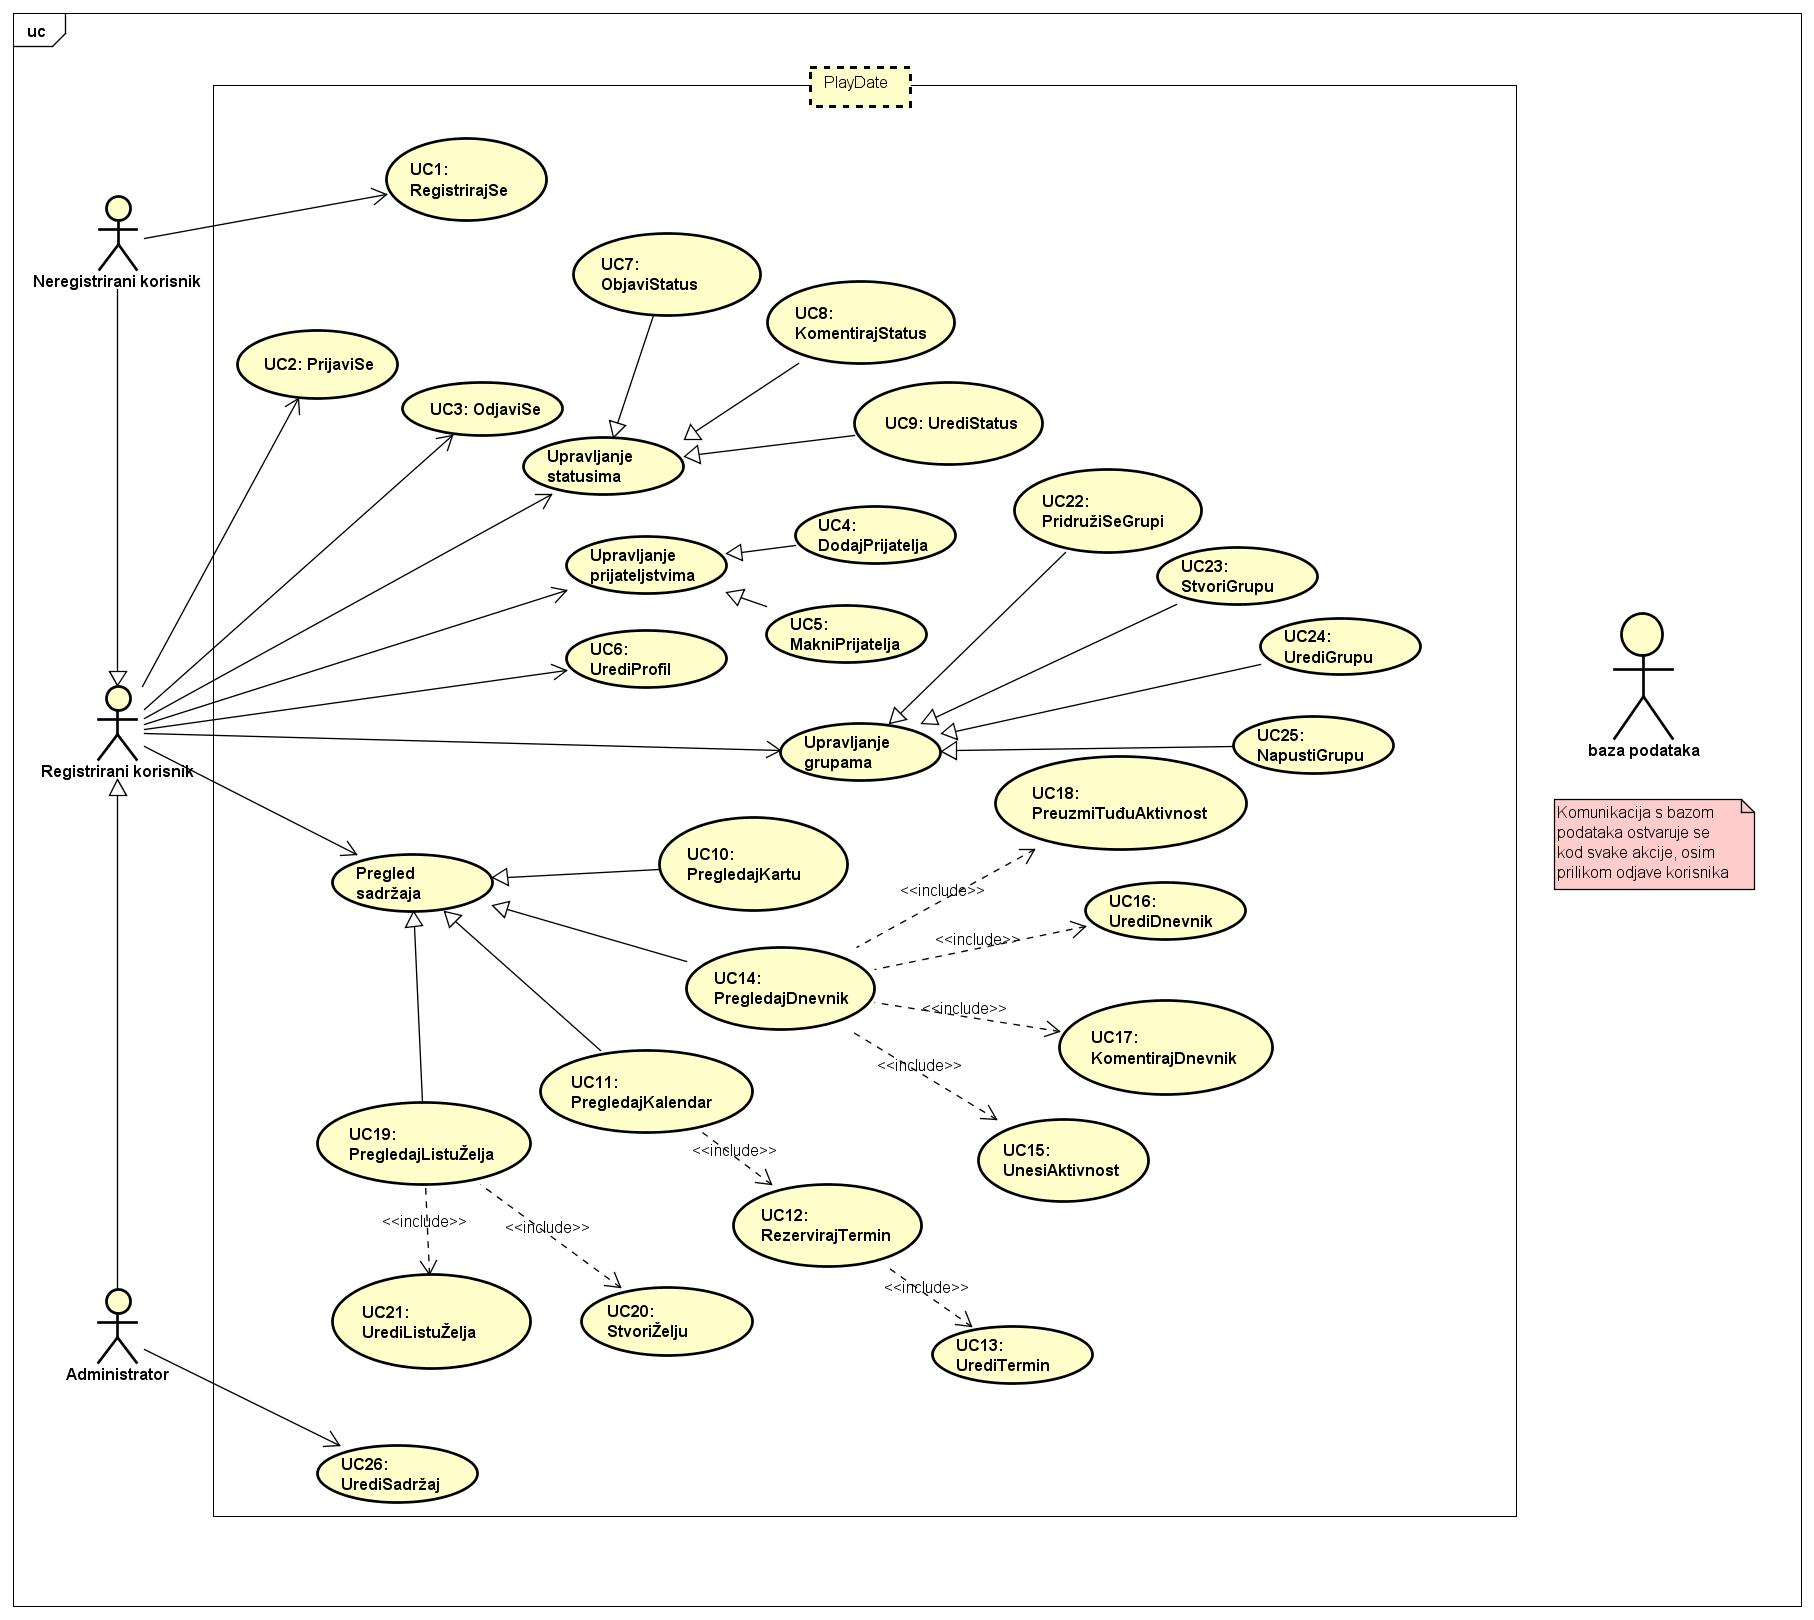 uc
PlayDate
UC1:
RegistrirajSe
Neregistrirani korisnik
UC7:
ObjaviStatus
UC8:
KomentirajStatus
UC2: PrijaviSe
UC3: OdjaviSe
UC9: UrediStatus
Upravljanje
statusima
UC22:
PridružiSeGrupi
UC4:
DodajPrijatelja
Upravljanje
prijateljstvima
UC23:
StvoriGrupu
UC5:
MakniPrijatelja
UC24:
UrediGrupu
UC6:
UrediProfil
Registrirani korisnik
Upravljanje
grupama
UC25:
NapustiGrupu
baza podataka
UC18:
PreuzmiTuđuAktivnost
Komunikacija s bazom
podataka ostvaruje se
kod svake akcije, osim
prilikom odjave korisnika
UC10:
PregledajKartu
Pregled
sadržaja
<<include>>
UC16:
UrediDnevnik
<<include>>
UC14:
PregledajDnevnik
<<include>>
UC17:
KomentirajDnevnik
<<include>>
UC11:
PregledajKalendar
UC19:
PregledajListuŽelja
<<include>>
UC15:
UnesiAktivnost
<<include>>
<<include>>
UC12:
RezervirajTermin
<<include>>
UC21:
UrediListuŽelja
UC20:
StvoriŽelju
UC13:
UrediTermin
Administrator
UC26:
UrediSadržaj